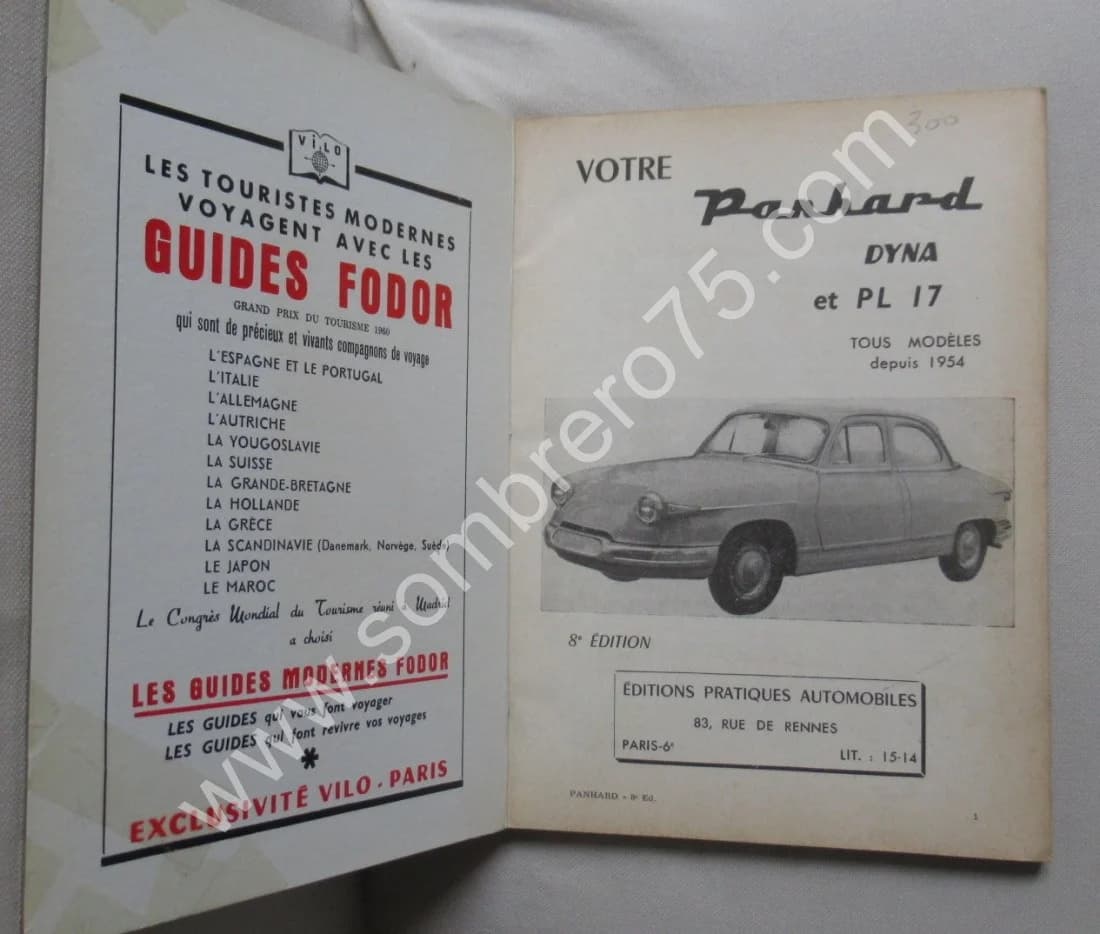 ViLO
LES TOURISTES MODERNES
VOYAGENT AVEC LES
GUIDES FODOR
GRAND PRIX DU TOURISME 1960
qui sont de précieux et vivants compagnons de voyage
L'ESPAGNE ET LE PORTUGAL
L'ITALIE
L'ALLEMAGNE
L'AUTRICHE
LA YOUGOSLAVIE
LA SUISSE
LA GRANDE-BRETAGNE
LA HOLLANDE
LA GRÈCE
LA SCANDINAVIE (Danemark, Norvège, Suède)
LE JAPON
LE MAROC
Le Congrès Mondial du Tourisme réuni à Madrid
a choisi
LES GUIDES MODERNES FODOR
LES GUIDES qui vous font voyager
LES GUIDES qui font revivre vos voyages
*
EXCLUSIVITÉ VILO - PARIS
300
VOTRE
Panhard
DYNA
et PL 17
TOUS MODÈLES
depuis 1954
8e ÉDITION
ÉDITIONS PRATIQUES AUTOMOBILES
83, RUE DE RENNES
PARIS-6e
LIT. : 15-14
PANHARD - 8e Ed.
1
www.sombrero75.com